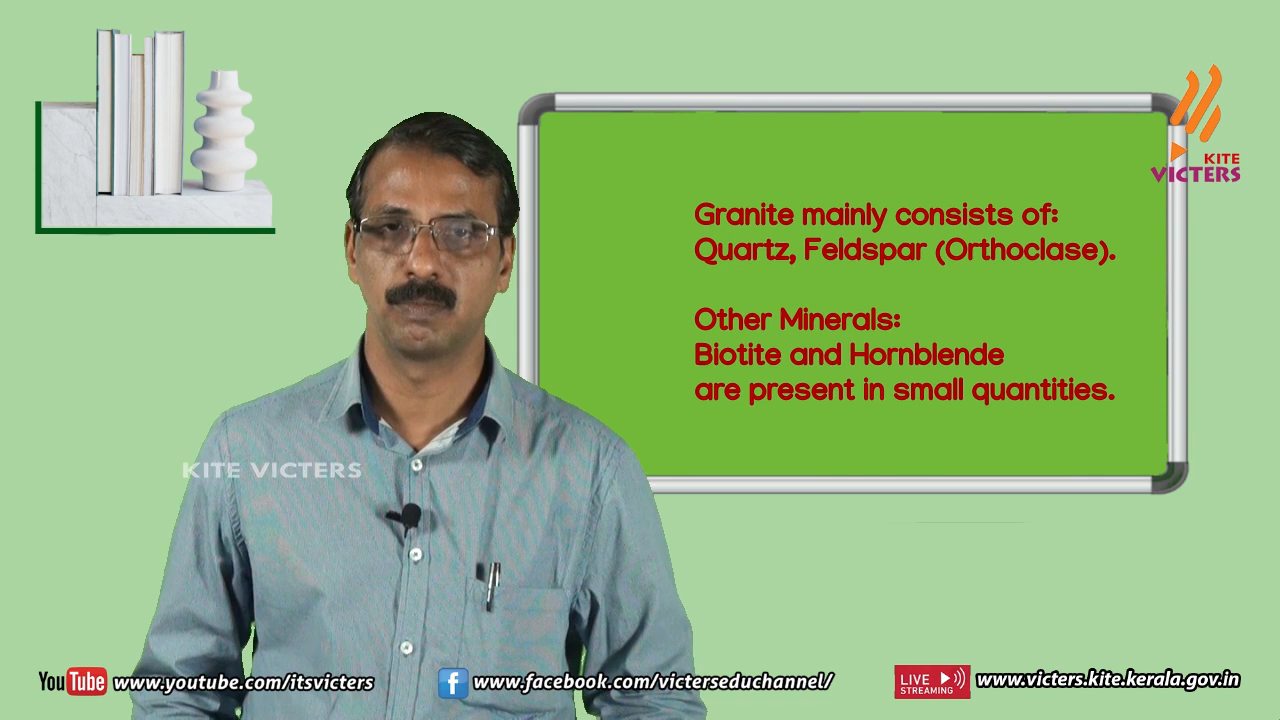 KITE
VICTERS
Granite mainly consists of:
Quartz, Feldspar (Orthoclase).
Other Minerals:
Biotite and Hornblende
are present in small quantities.
KITE VICTERS
YouTube www.youtube.com/itsvicters
f www.facebook.com/victerseduchannel/
LIVE
STREAMING
www.victers.kite.kerala.gov.in